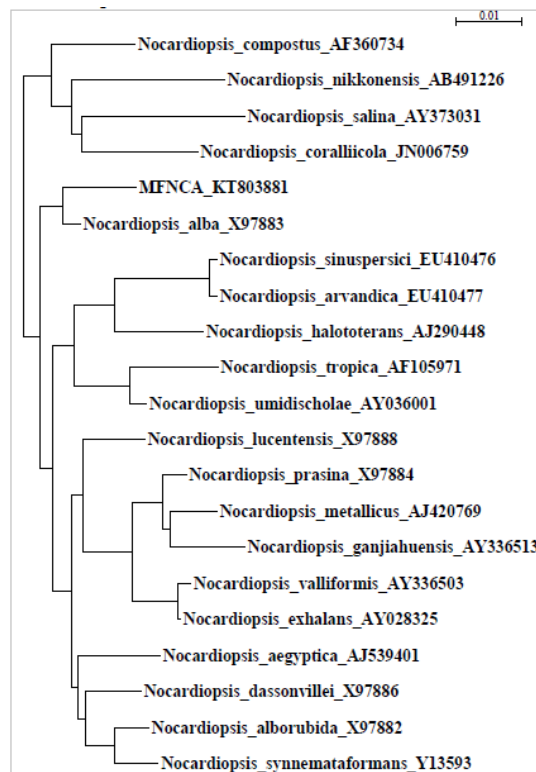 0.01
Nocardiopsis_compostus_AF360734
Nocardiopsis_nikkonensis_AB491226
Nocardiopsis_salina_AY373031
Nocardiopsis_coralliicola_JN006759
MFNCA_KT803881
Nocardiopsis_alba_X97883
Nocardiopsis_sinuspersici_EU410476
Nocardiopsis_arvandica_EU410477
Nocardiopsis_halototerans_AJ290448
Nocardiopsis_tropica_AF105971
Nocardiopsis_umidischolae_AY036001
Nocardiopsis_lucentensis_X97888
Nocardiopsis_prasina_X97884
Nocardiopsis_metallicus_AJ420769
Nocardiopsis_ganjiahuensis_AY336513
Nocardiopsis_valliformis_AY336503
Nocardiopsis_exhalans_AY028325
Nocardiopsis_aegyptica_AJ539401
Nocardiopsis_dassonvillei_X97886
Nocardiopsis_alborubida_X97882
Nocardiopsis_synnemataformans_Y13593